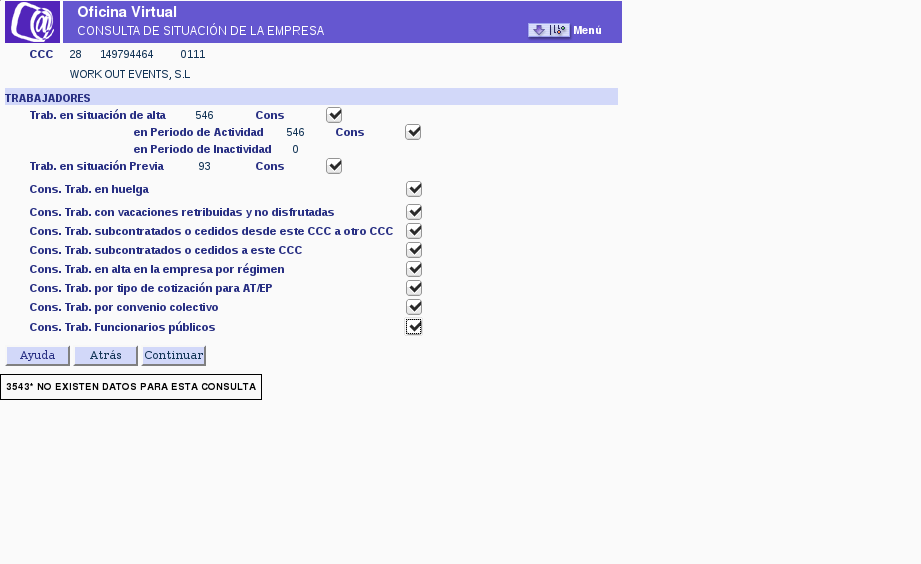 Oficina Virtual
CONSULTA DE SITUACIÓN DE LA EMPRESA
Menú
CCC 28 149794464 0111
WORK OUT EVENTS, S.L
TRABAJADORES
Trab. en situación de alta 546 Cons
en Periodo de Actividad 546 Cons
en Periodo de Inactividad 0
Trab. en situación Previa 93 Cons
Cons. Trab. en huelga
Cons. Trab. con vacaciones retribuidas y no disfrutadas
Cons. Trab. subcontratados o cedidos desde este CCC a otro CCC
Cons. Trab. subcontratados o cedidos a este CCC
Cons. Trab. en alta en la empresa por régimen
Cons. Trab. por tipo de cotización para AT/EP
Cons. Trab. por convenio colectivo
Cons. Trab. Funcionarios públicos
Ayuda Atrás Continuar
3543* NO EXISTEN DATOS PARA ESTA CONSULTA